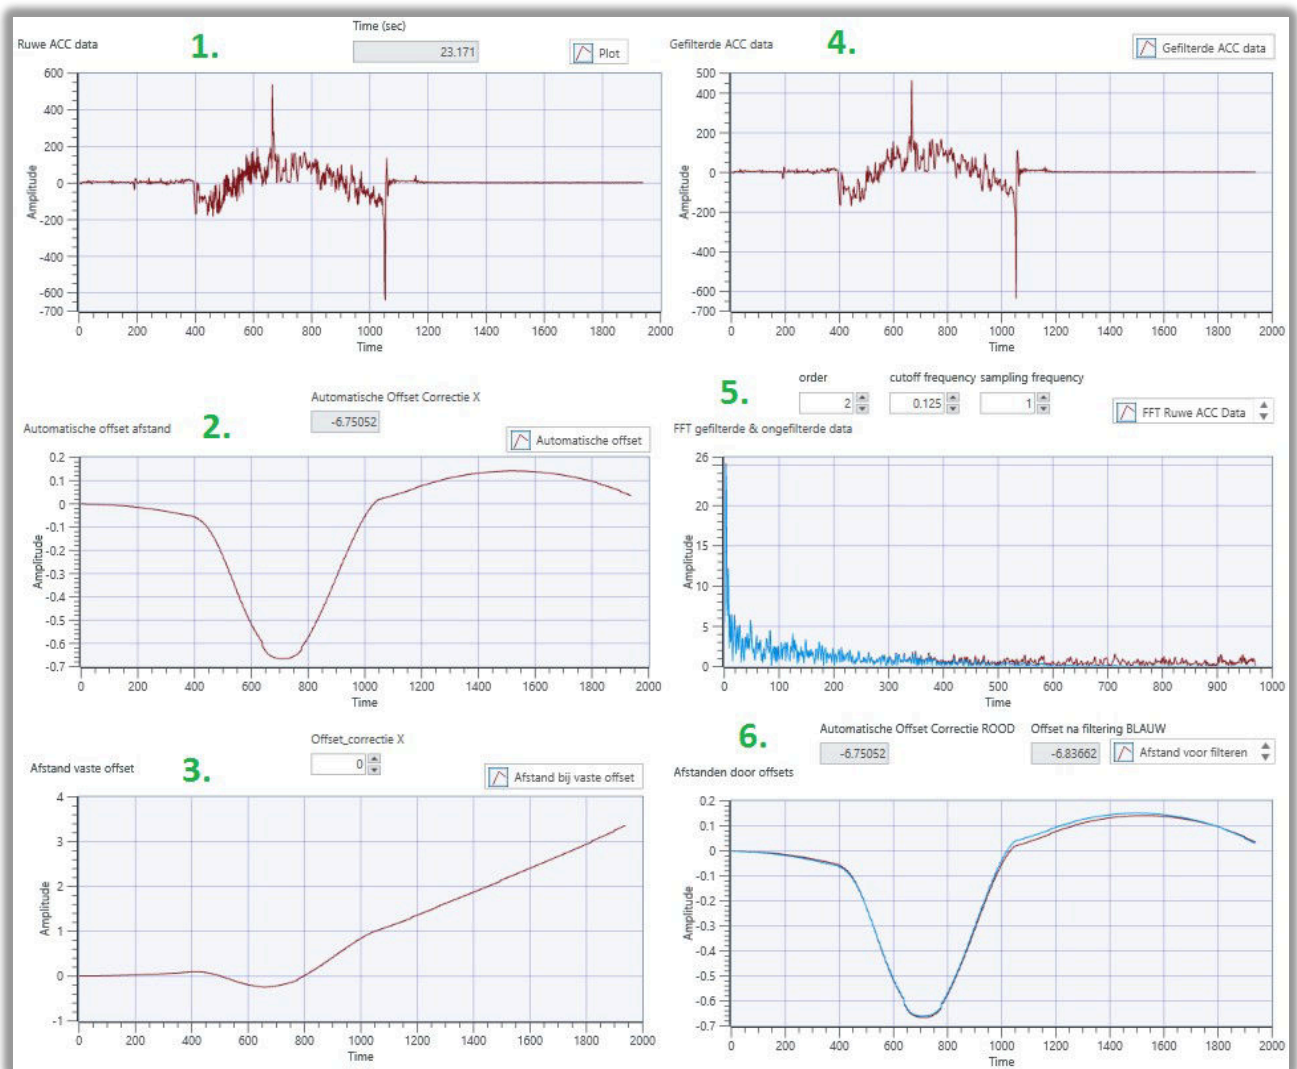 Ruwe ACC data
1.
Time (sec)
23.171
Plot
600
400
200
0
-200
-400
-600
-700
Amplitude
0 200 400 600 800 1000 1200 1400 1600 1800 2000
Time
Gefilterde ACC data
4.
Gefilterde ACC data
500
400
200
0
-200
-400
-600
-700
Amplitude
0 200 400 600 800 1000 1200 1400 1600 1800 2000
Time
Automatische Offset Correctie X
-6.75052
Automatische offset afstand
2.
Automatische offset
0.2
0.1
0
-0.1
-0.2
-0.3
-0.4
-0.5
-0.6
-0.7
Amplitude
0 200 400 600 800 1000 1200 1400 1600 1800 2000
Time
5.
order
2
cutoff frequency
0.125
sampling frequency
1
FFT Ruwe ACC Data
FFT gefilterde & ongefilterde data
26
20
15
10
5
0
Amplitude
0 100 200 300 400 500 600 700 800 900 1000
Time
Offset_correctie X
0
Afstand vaste offset
3.
Afstand bij vaste offset
4
3
2
1
0
-1
Amplitude
0 200 400 600 800 1000 1200 1400 1600 1800 2000
Time
6.
Automatische Offset Correctie ROOD
-6.75052
Offset na filtering BLAUW
-6.83662
Afstand voor filteren
Afstanden door offsets
0.2
0.1
0
-0.1
-0.2
-0.3
-0.4
-0.5
-0.6
-0.7
Amplitude
0 200 400 600 800 1000 1200 1400 1600 1800 2000
Time